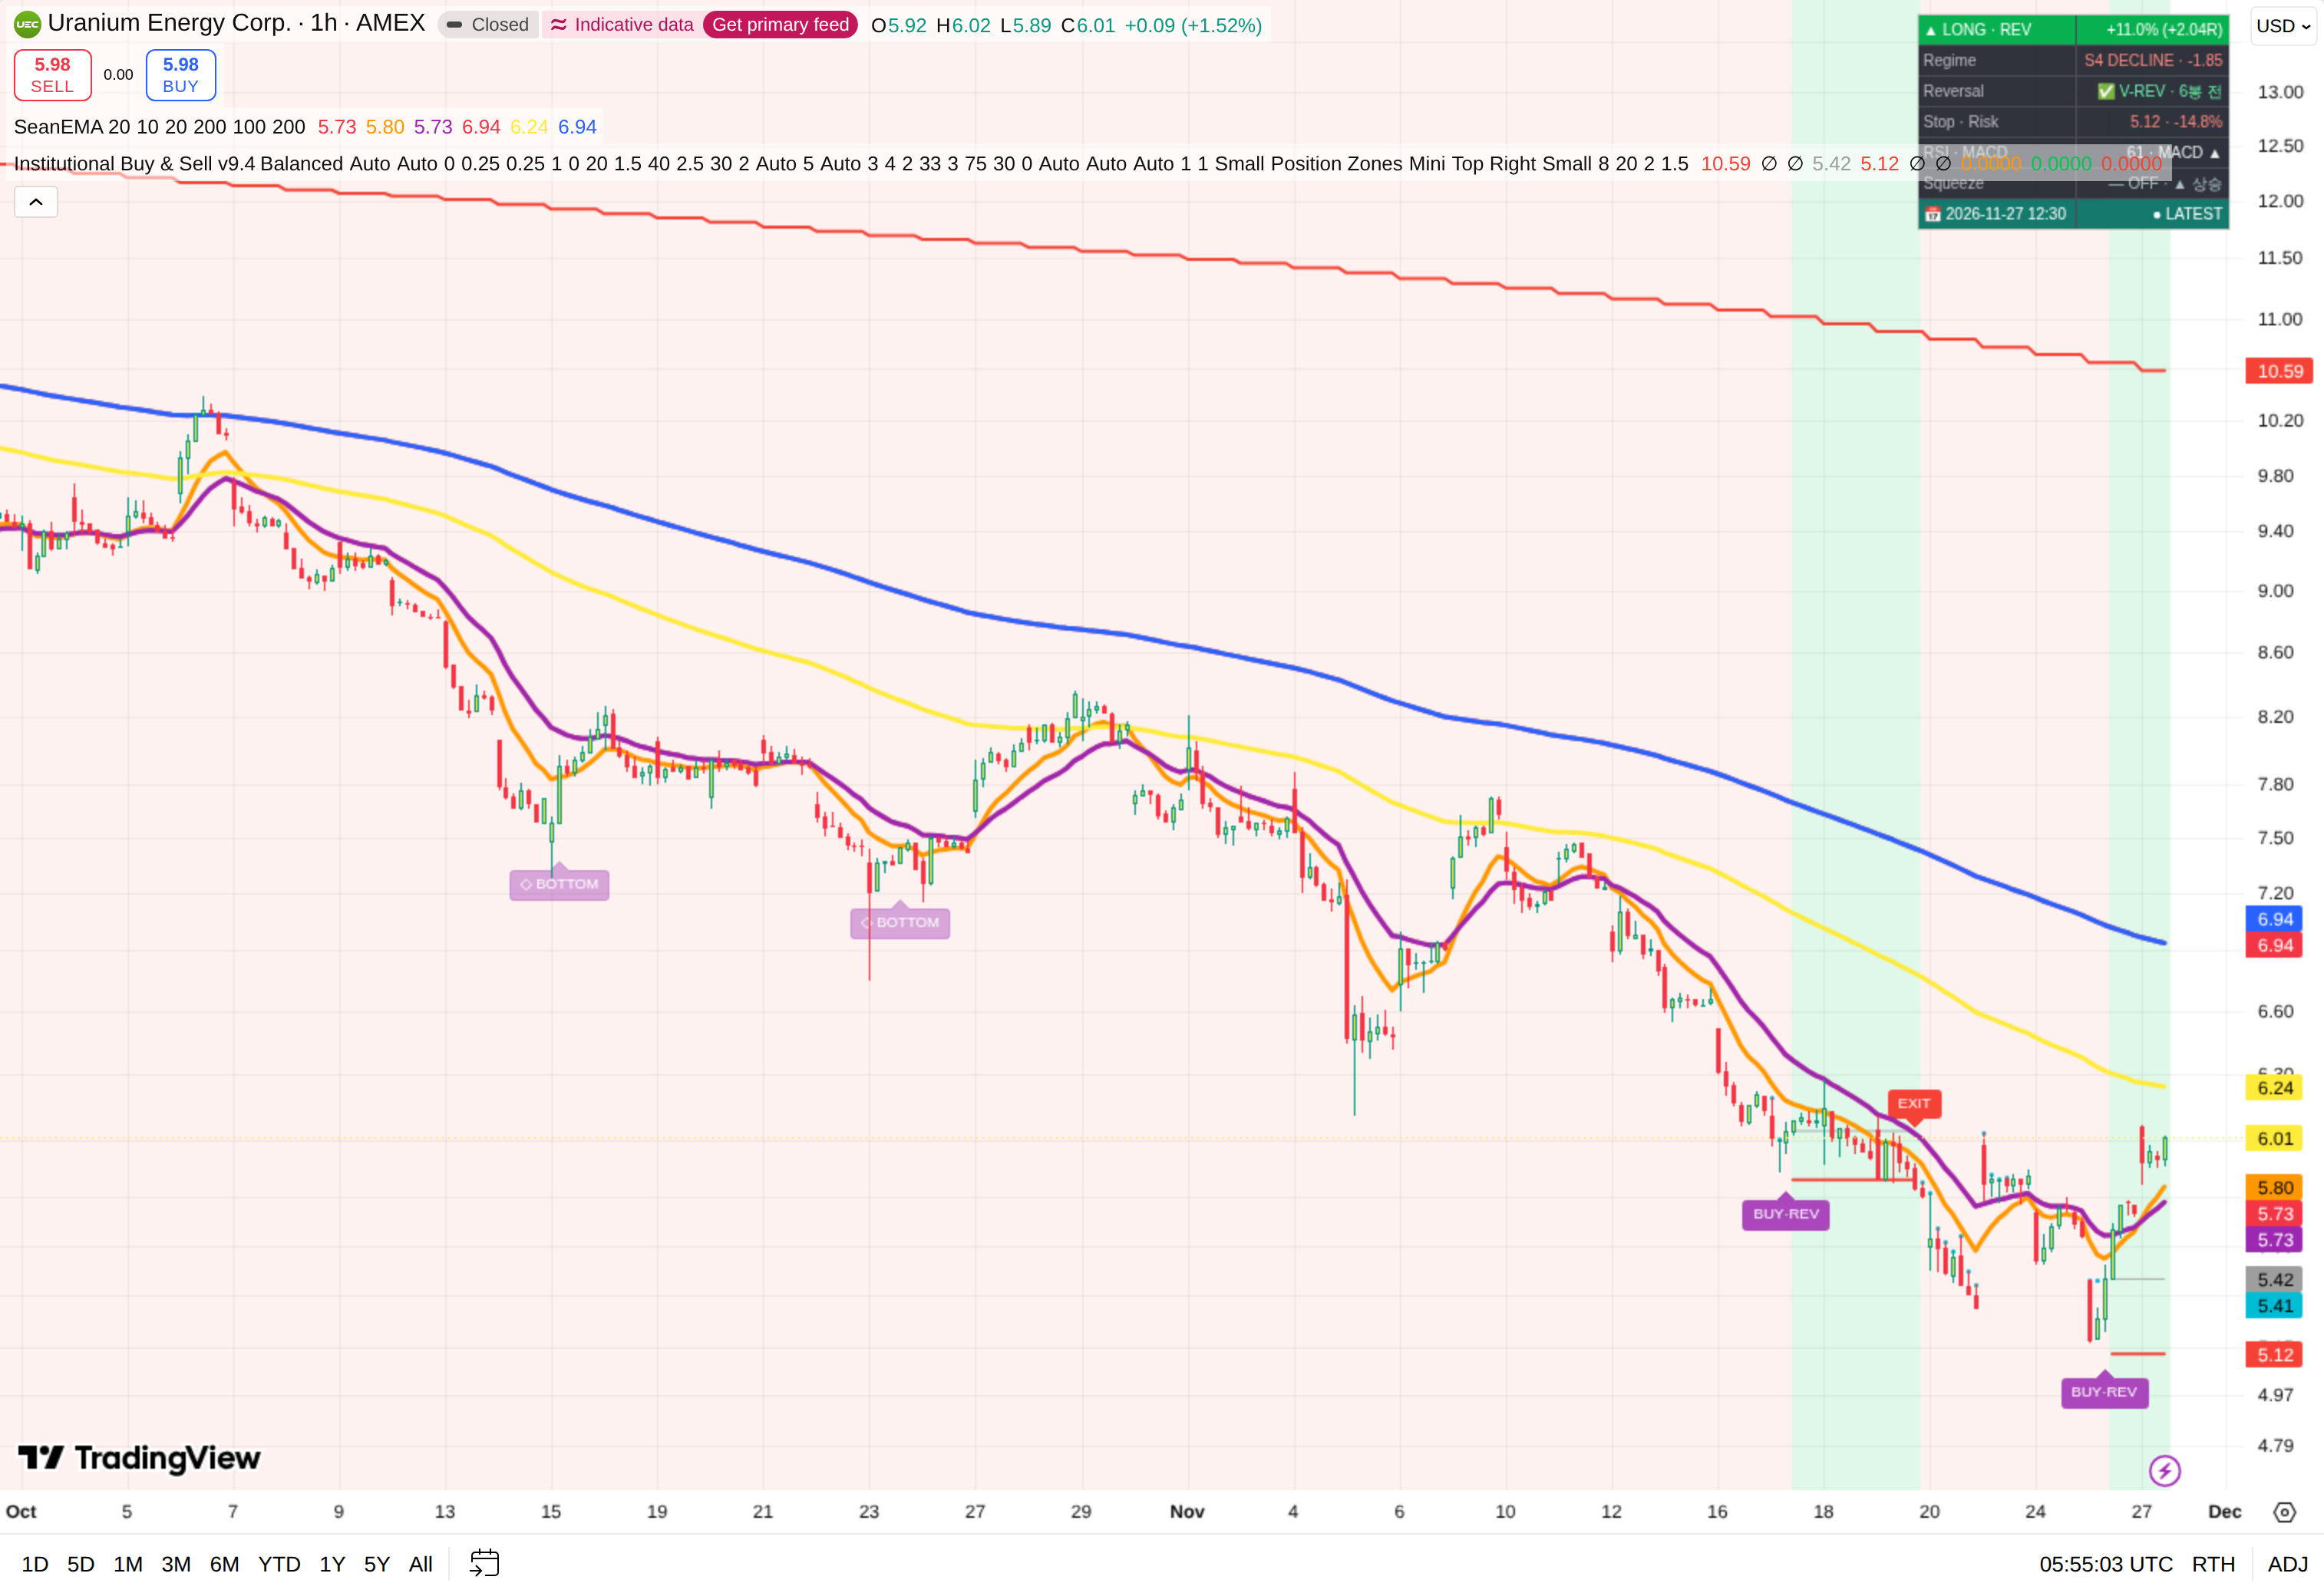 UEC Uranium Energy Corp. · 1h · AMEX Closed Indicative data Get primary feed O5.92 H6.02 L5.89 C6.01 +0.09 (+1.52%)
5.98 SELL 0.00 5.98 BUY
SeanEMA 20 10 20 200 100 200 5.73 5.80 5.73 6.94 6.24 6.94
Institutional Buy & Sell v9.4 Balanced Auto Auto 0 0.25 0.25 1 0 20 1.5 40 2.5 30 2 Auto 5 Auto 3 4 2 33 3 75 30 0 Auto Auto Auto 1 1 Small Position Zones Mini Top Right Small 8 20 2 1.5 10.59 ∅ ∅ 5.42 5.12 ∅ ∅ 0.0000 0.0000 0.0000
▲ LONG · REV +11.0% (+2.04R)
Regime S4 DECLINE · -1.85
Reversal ✅ V-REV · 6봉 전
Stop · Risk 5.12 · -14.8%
RSI · MACD 61 · MACD ▲
Squeeze — OFF · ▲ 상승
📅 2026-11-27 12:30 ● LATEST
USD
13.00
12.50
12.00
11.50
11.00
10.59
10.20
9.80
9.40
9.00
8.60
8.20
7.80
7.50
7.20
6.94
6.94
6.60
6.30
6.24
6.01
5.80
5.73
5.73
5.42
5.41
5.12
4.97
4.79
◇ BOTTOM
◇ BOTTOM
EXIT
BUY-REV
BUY-REV
TradingView
Oct 5 7 9 13 15 19 21 23 27 29 Nov 4 6 10 12 16 18 20 24 27 Dec
1D 5D 1M 3M 6M YTD 1Y 5Y All
05:55:03 UTC RTH ADJ